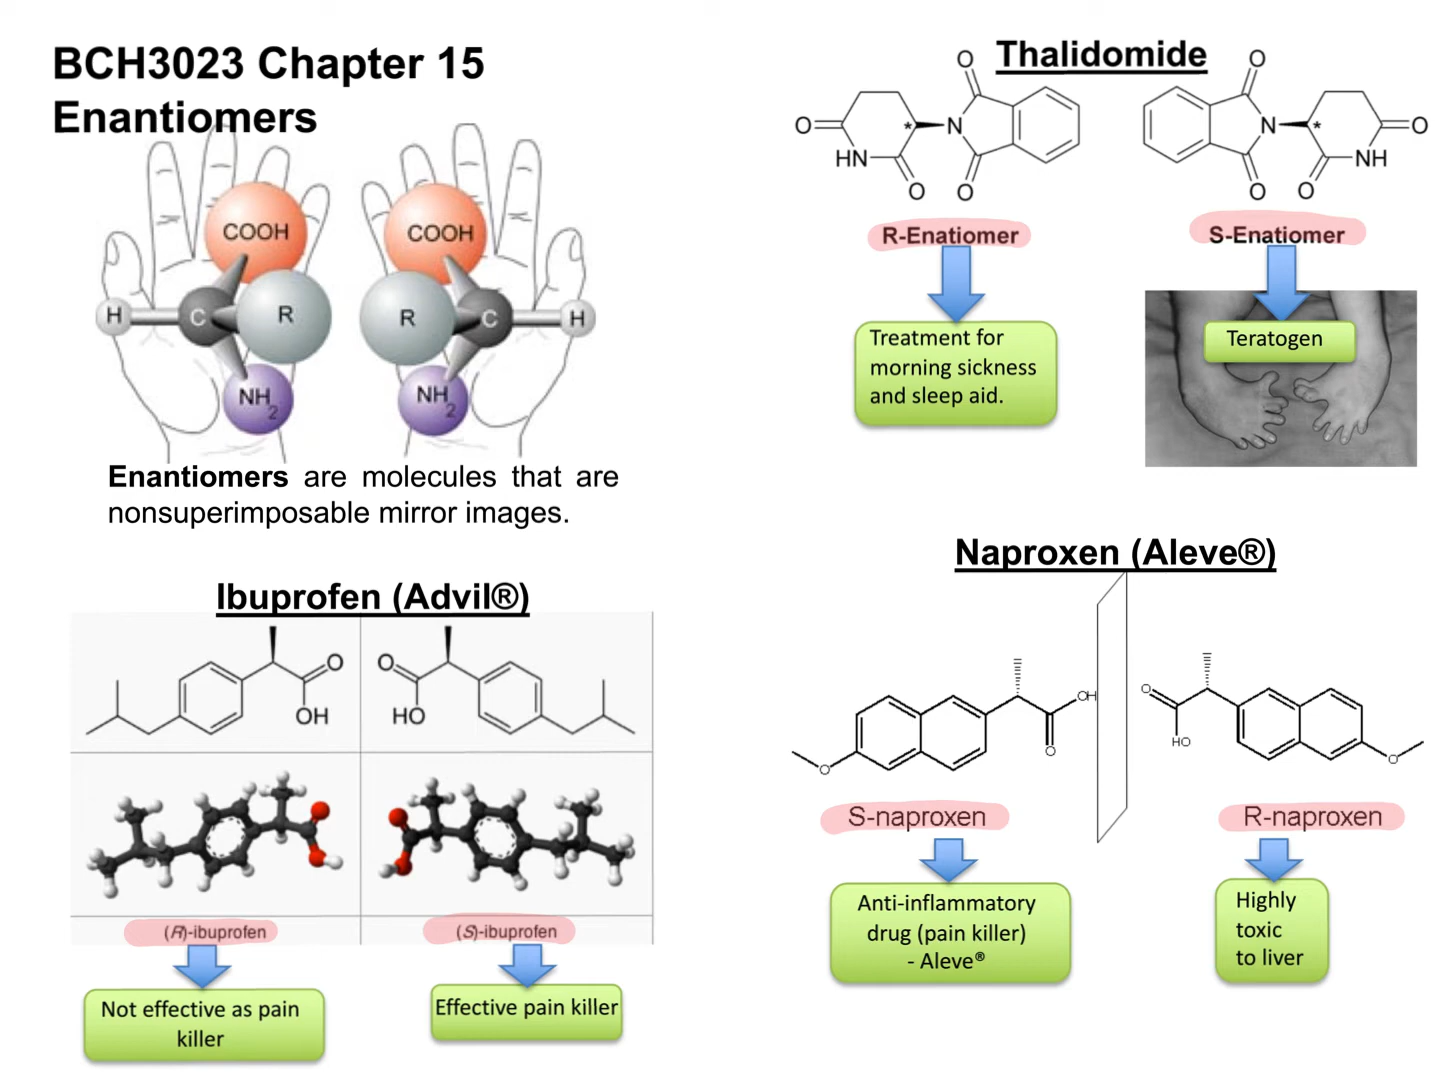 BCH3023 Chapter 15
Enantiomers
COOH
COOH
H
C
R
R
C
H
NH2
NH2
Enantiomers are molecules that are
nonsuperimposable mirror images.
Thalidomide
O
O
O
*
N
N
*
O
HN
NH
O
O
O
O
R-Enatiomer
S-Enatiomer
Treatment for
morning sickness
and sleep aid.
Teratogen
Ibuprofen (Advil®)
O
OH
O
HO
(R)-ibuprofen
(S)-ibuprofen
Not effective as pain
killer
Effective pain killer
Naproxen (Aleve®)
OH
O
O
O
HO
O
S-naproxen
R-naproxen
Anti-inflammatory
drug (pain killer)
- Aleve®
Highly
toxic
to liver